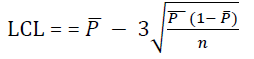 LCL = = P̅ − 3√(P̅ (1− P̅) / n)